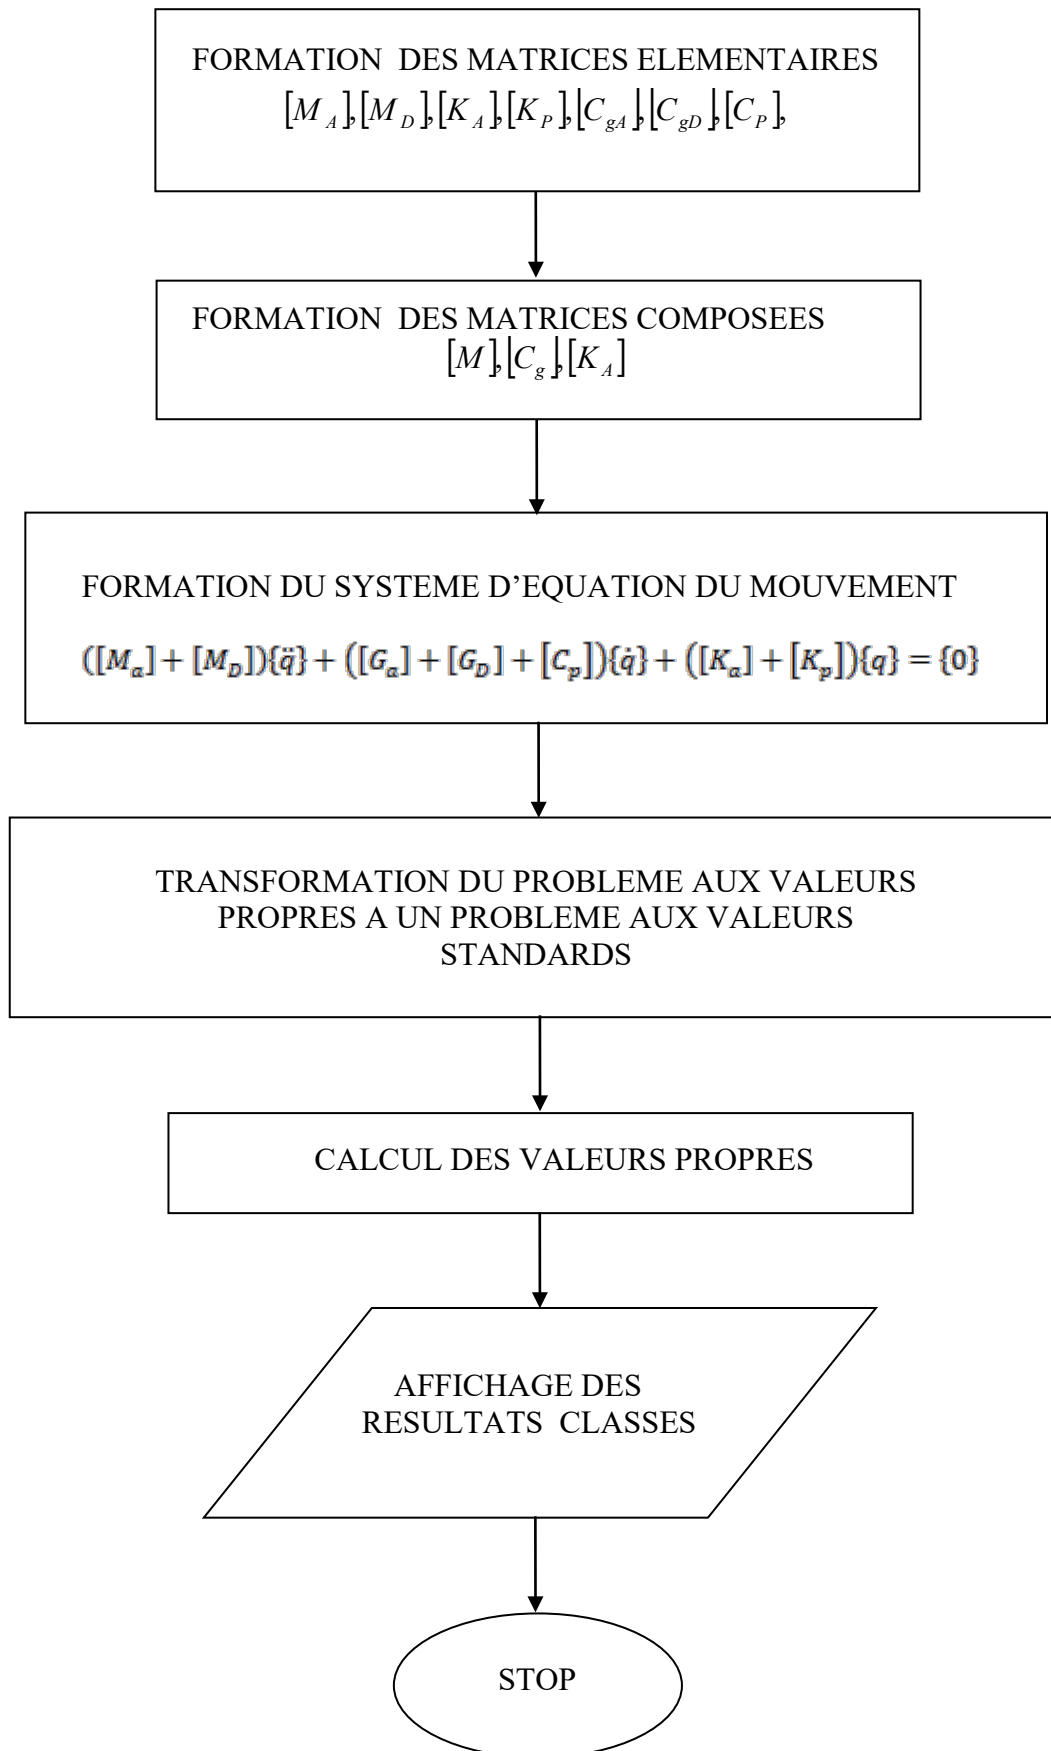 FORMATION DES MATRICES ELEMENTAIRES
[M_A],[M_D],[K_A],[K_P],⌊C_gA⌋,⌊C_gD⌋,[C_P],
FORMATION DES MATRICES COMPOSEES
[M],⌊C_g⌋,[K_A]
FORMATION DU SYSTEME D’EQUATION DU MOUVEMENT
([M_a] + [M_D]){q̈} + ([G_a] + [G_D] + [C_p]){q̇} + ([K_a] + [K_p]){q} = {0}
TRANSFORMATION DU PROBLEME AUX VALEURS
PROPRES A UN PROBLEME AUX VALEURS
STANDARDS
CALCUL DES VALEURS PROPRES
AFFICHAGE DES
RESULTATS CLASSES
STOP